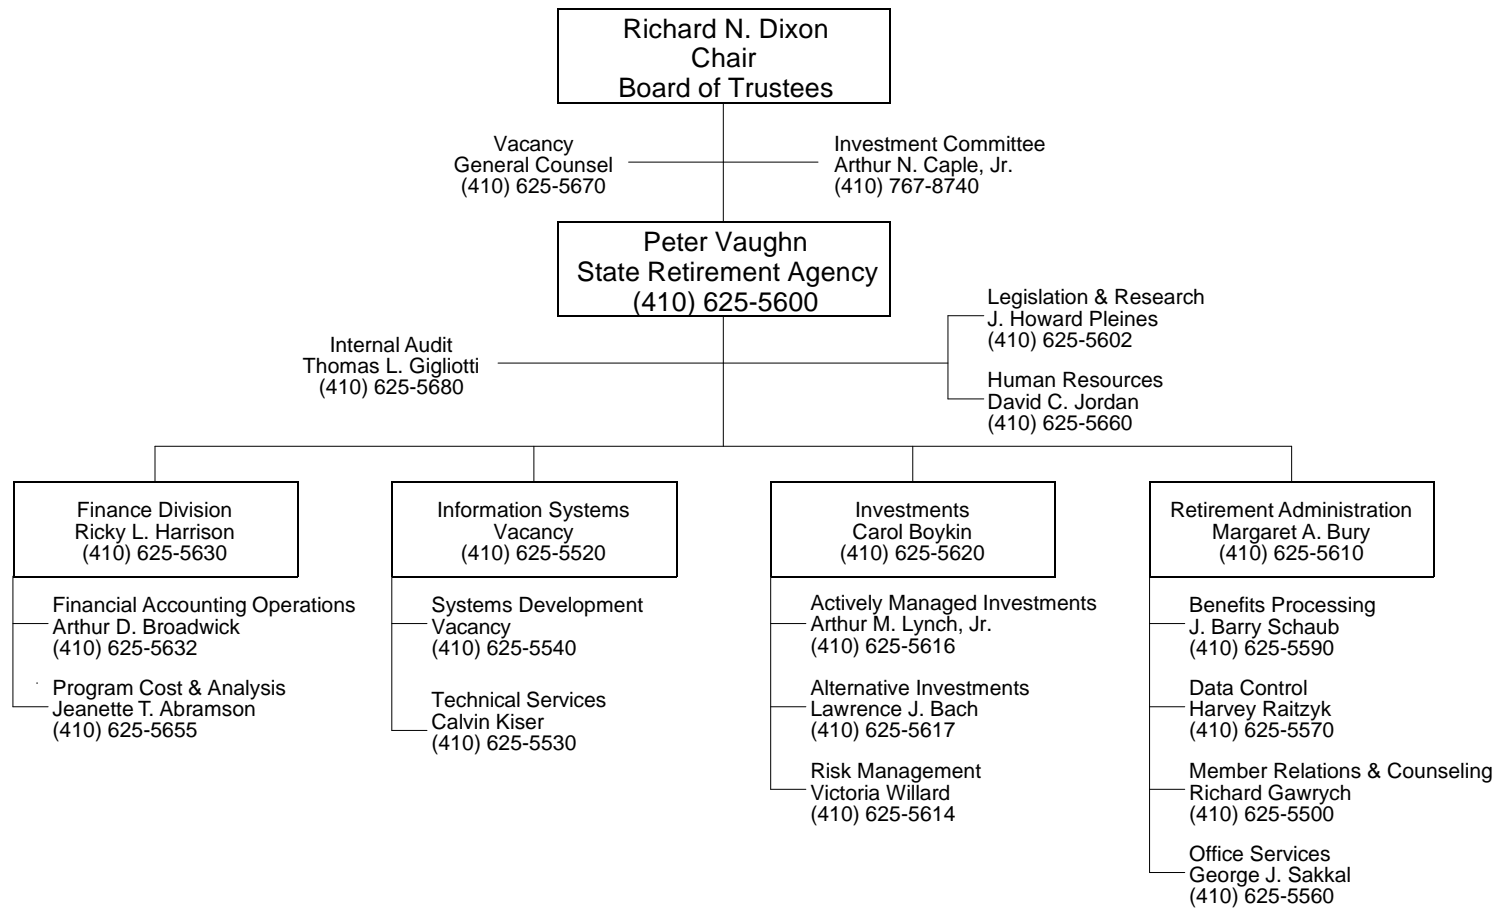 Richard N. Dixon
Chair
Board of Trustees
Vacancy
General Counsel
(410) 625-5670
Investment Committee
Arthur N. Caple, Jr.
(410) 767-8740
Peter Vaughn
State Retirement Agency
(410) 625-5600
Legislation & Research
J. Howard Pleines
(410) 625-5602
Internal Audit
Thomas L. Gigliotti
(410) 625-5680
Human Resources
David C. Jordan
(410) 625-5660
Finance Division
Ricky L. Harrison
(410) 625-5630
Financial Accounting Operations
Arthur D. Broadwick
(410) 625-5632
Program Cost & Analysis
Jeanette T. Abramson
(410) 625-5655
Information Systems
Vacancy
(410) 625-5520
Systems Development
Vacancy
(410) 625-5540
Technical Services
Calvin Kiser
(410) 625-5530
Investments
Carol Boykin
(410) 625-5620
Actively Managed Investments
Arthur M. Lynch, Jr.
(410) 625-5616
Alternative Investments
Lawrence J. Bach
(410) 625-5617
Risk Management
Victoria Willard
(410) 625-5614
Retirement Administration
Margaret A. Bury
(410) 625-5610
Benefits Processing
J. Barry Schaub
(410) 625-5590
Data Control
Harvey Raitzyk
(410) 625-5570
Member Relations & Counseling
Richard Gawrych
(410) 625-5500
Office Services
George J. Sakkal
(410) 625-5560